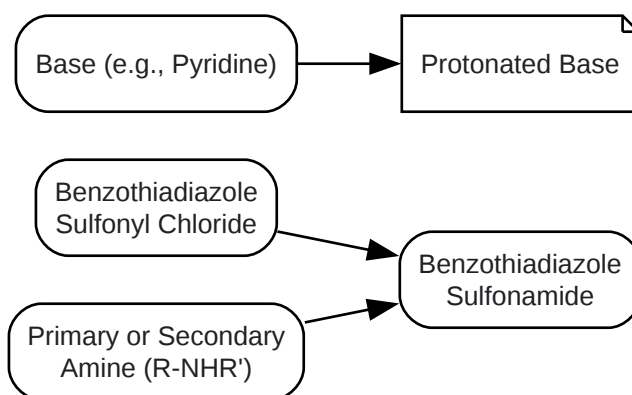 Base (e.g., Pyridine)
Protonated Base
Benzothiadiazole
Sulfonyl Chloride
Benzothiadiazole
Sulfonamide
Primary or Secondary
Amine (R-NHR')